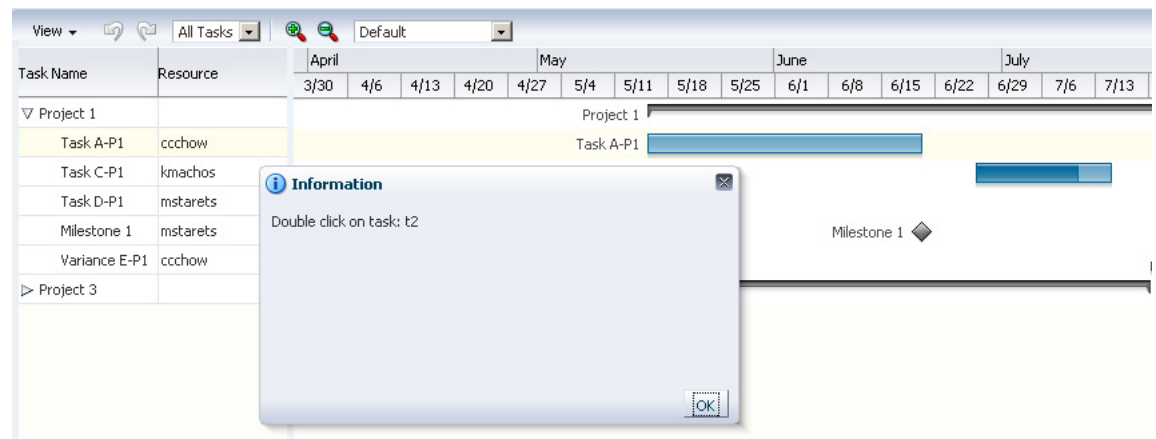 View All Tasks Default
Task Name Resource April May June July
3/30 4/6 4/13 4/20 4/27 5/4 5/11 5/18 5/25 6/1 6/8 6/15 6/22 6/29 7/6 7/13
Project 1 Project 1
Task A-P1 ccchow Task A-P1
Task C-P1 kmachos
Task D-P1 mstarets
Milestone 1 mstarets Milestone 1
Variance E-P1 ccchow
Project 3
Information
Double click on task: t2
OK